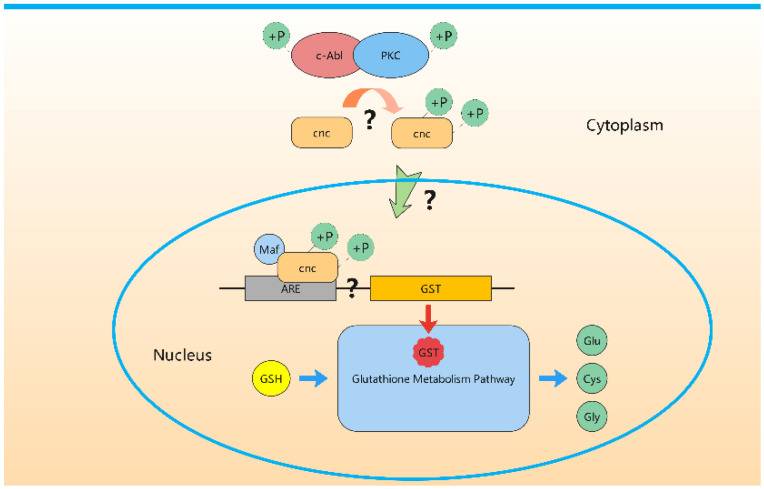 +P
c-Abl
PKC
+P
?
cnc
cnc
+P
+P
Cytoplasm
?
Maf
cnc
+P
+P
ARE
?
GST
Nucleus
GSH
GST
Glutathione Metabolism Pathway
Glu
Cys
Gly